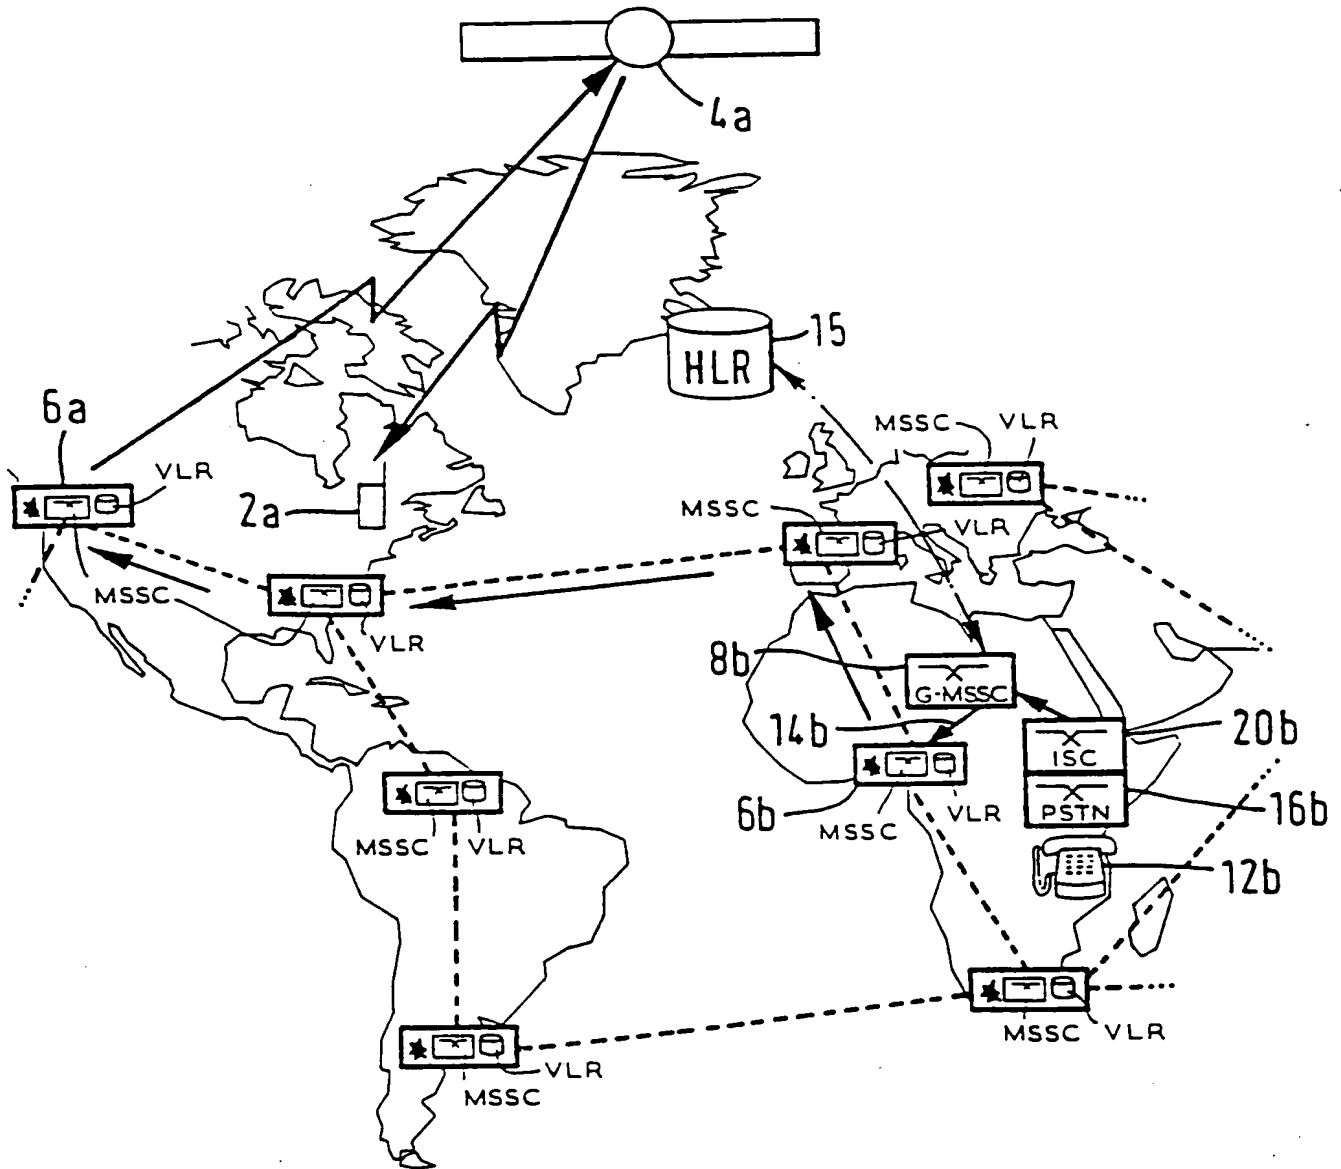 4a
15
HLR
6a
MSSC
VLR
VLR
2a
MSSC
VLR
MSSC
VLR
8b
G-MSSC
14b
20b
ISC
6b
MSSC
VLR
PSTN
16b
MSSC
VLR
12b
MSSC
VLR
VLR
MSSC